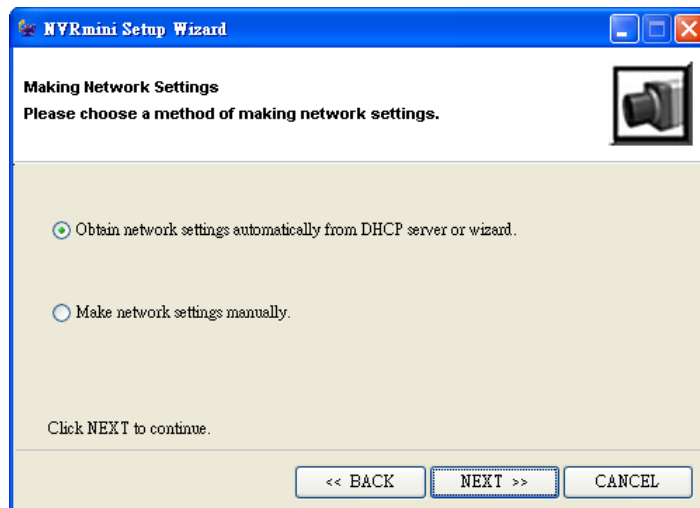 NVRmini Setup Wizard
Making Network Settings
Please choose a method of making network settings.
Obtain network settings automatically from DHCP server or wizard.
Make network settings manually.
Click NEXT to continue.
<< BACK
NEXT >>
CANCEL